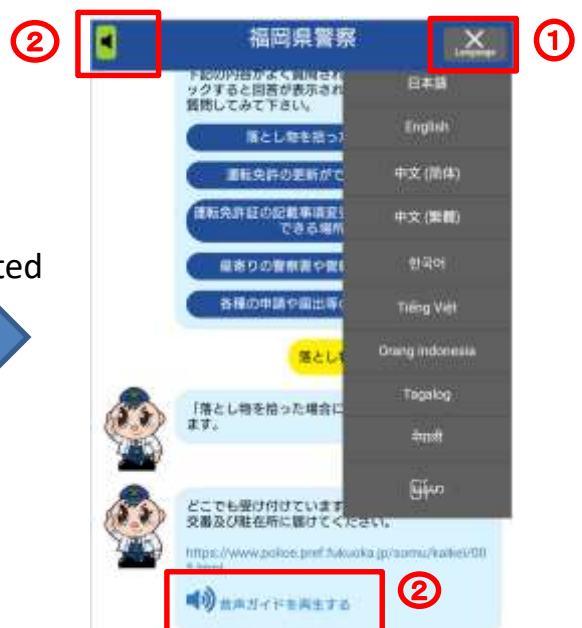 ②
福岡県警察
Language
①
下記の内容がよく質問され
ックすると回答が表示され
質問してみて下さい。
落とし物を拾っ
運転免許の更新がで
運転免許証の記載事項変
できる場所
最寄りの警察署や
各種の申請や届出等
落とし
「落とし物を拾った場合に
ます。
どこでも受け付けています
交番及び駐在所に届けてください。
https://www.police.pref.fukuoka.jp/somu/kaikei/00
音声ガイドを再生する
②
日本語
English
中文 (简体)
中文 (繁體)
한국어
Tiếng Việt
Orang Indonesia
Tagalog
नेपाली
မြန်မာ
ted